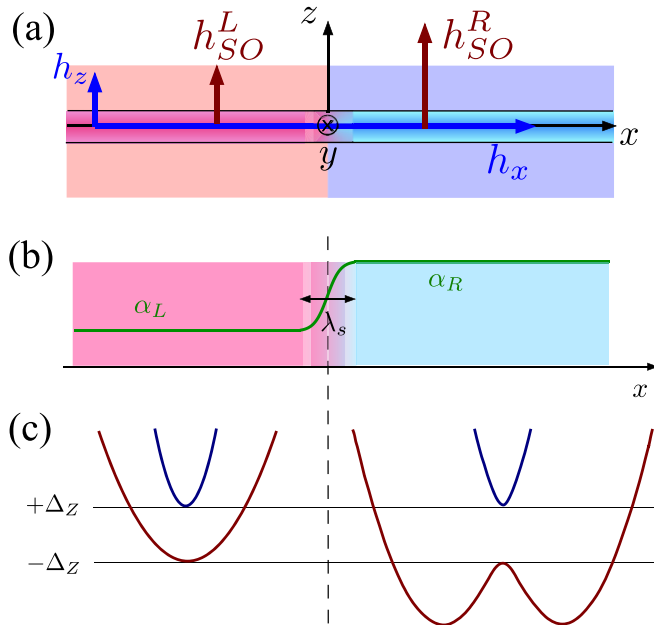 (a)
z
h_z
h_{SO}^L
h_{SO}^R
x
y
h_x
(b)
α_L
α_R
λ_s
x
(c)
+Δ_Z
−Δ_Z